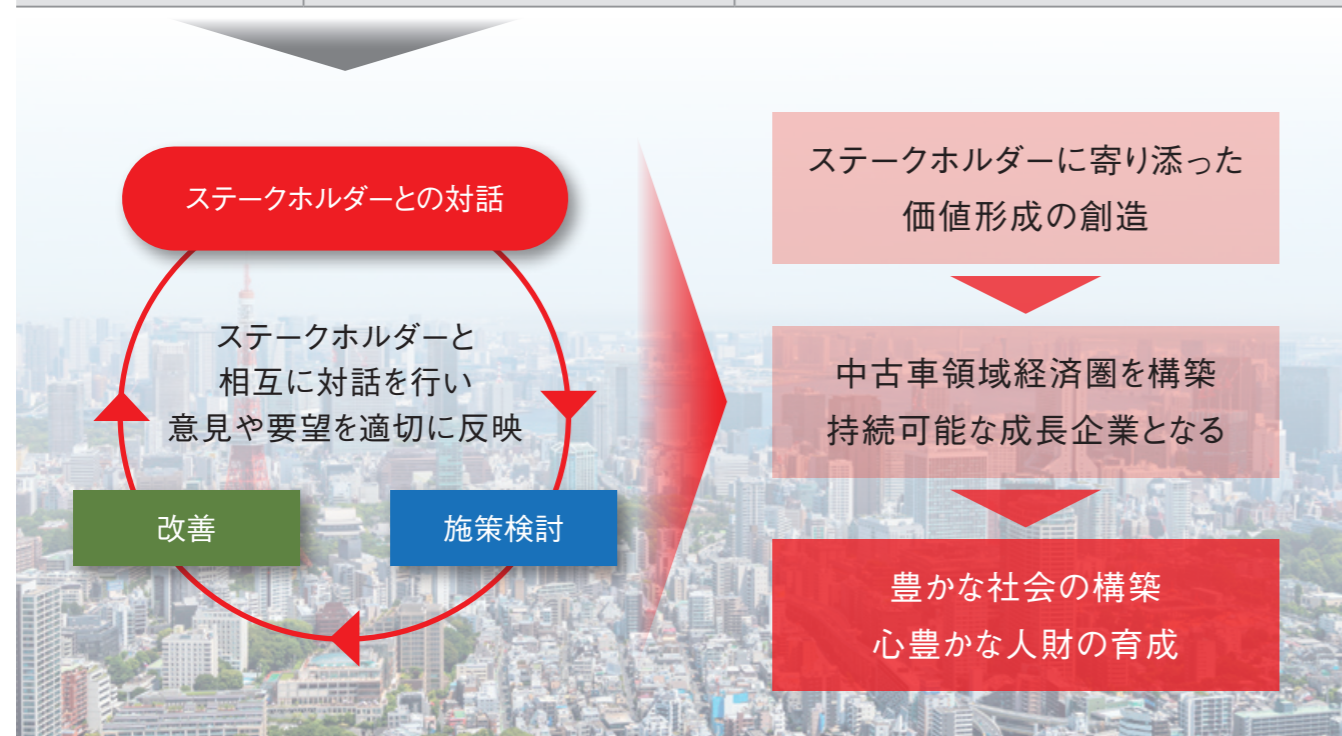 ステークホルダーとの対話
ステークホルダーと
相互に対話を行い
意見や要望を適切に反映
改善
施策検討
ステークホルダーに寄り添った
価値形成の創造
中古車領域経済圏を構築
持続可能な成長企業となる
豊かな社会の構築
心豊かな人財の育成